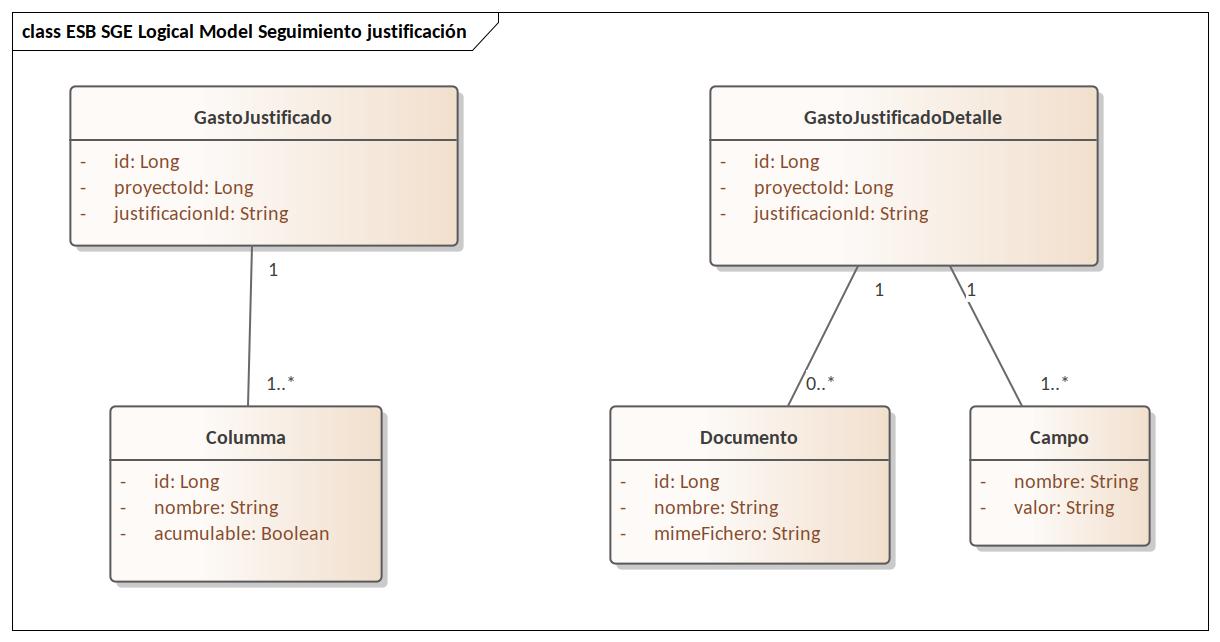 class ESB SGE Logical Model Seguimiento justificación
GastoJustificado
- id: Long
- proyectoId: Long
- justificacionId: String
1
1..*
Columma
- id: Long
- nombre: String
- acumulable: Boolean
GastoJustificadoDetalle
- id: Long
- proyectoId: Long
- justificacionId: String
1
1
0..*
1..*
Documento
- id: Long
- nombre: String
- mimeFichero: String
Campo
- nombre: String
- valor: String